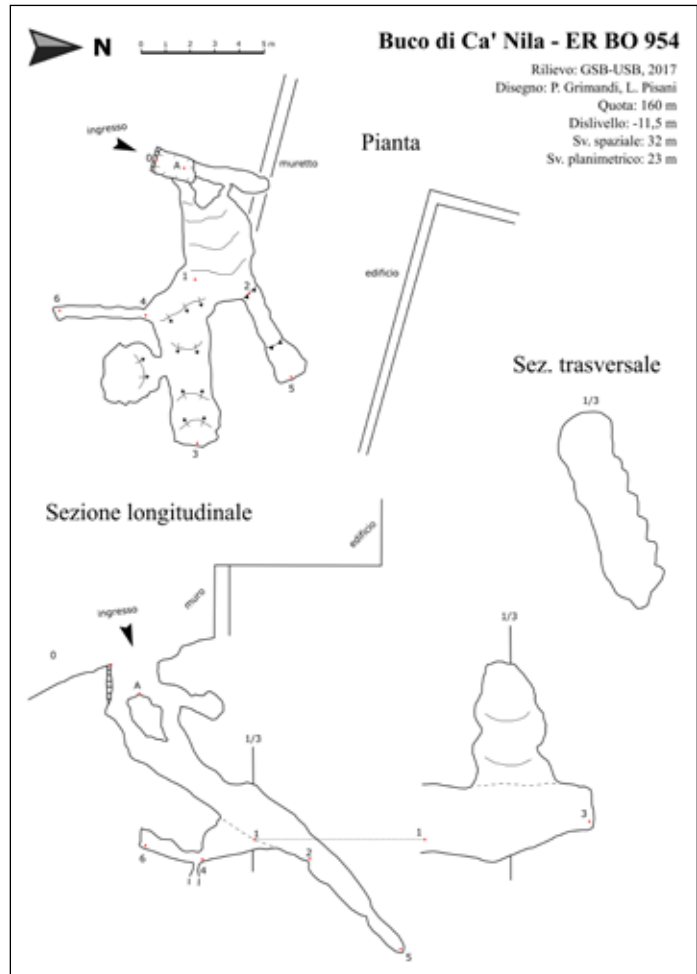 N
0 1 2 3 4 5 m
Buco di Ca' Nila - ER BO 954
Rilievo: GSB-USB, 2017
Disegno: P. Grimandi, L. Pisani
Quota: 160 m
Dislivello: -11,5 m
Sv. spaziale: 32 m
Sv. planimetrico: 23 m
Pianta
ingresso
0
A
muretto
edificio
1
2
6
4
5
3
Sez. trasversale
1/3
Sezione longitudinale
edificio
muro
ingresso
0
A
1/3
1/3
1
1
2
3
6
4
5